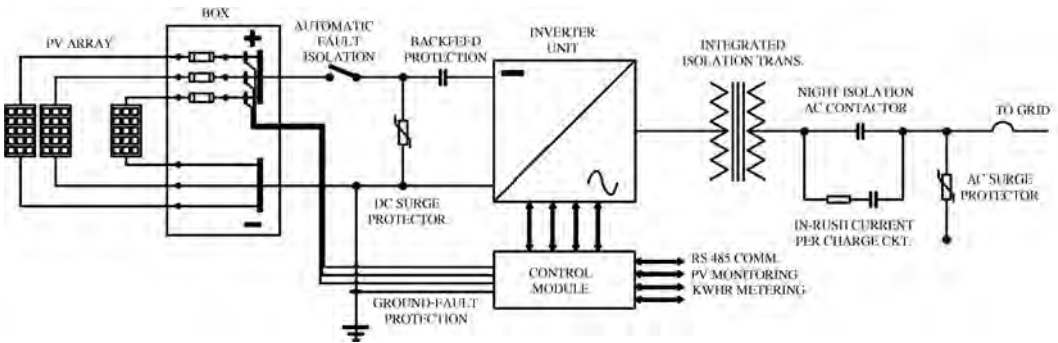 BOX
PV ARRAY
+
AUTOMATIC
FAULT
ISOLATION
BACKFEED
PROTECTION
INVERTER
UNIT
INTEGRATED
ISOLATION TRANS.
NIGHT ISOLATION
AC CONTACTOR
TO GRID
DC SURGE
PROTECTOR
AC SURGE
PROTECTOR
IN-RUSH CURRENT
PER CHARGE CKT.
CONTROL
MODULE
RS 485 COMM.
PV MONITORING
KWHR METERING
GROUND-FAULT
PROTECTION